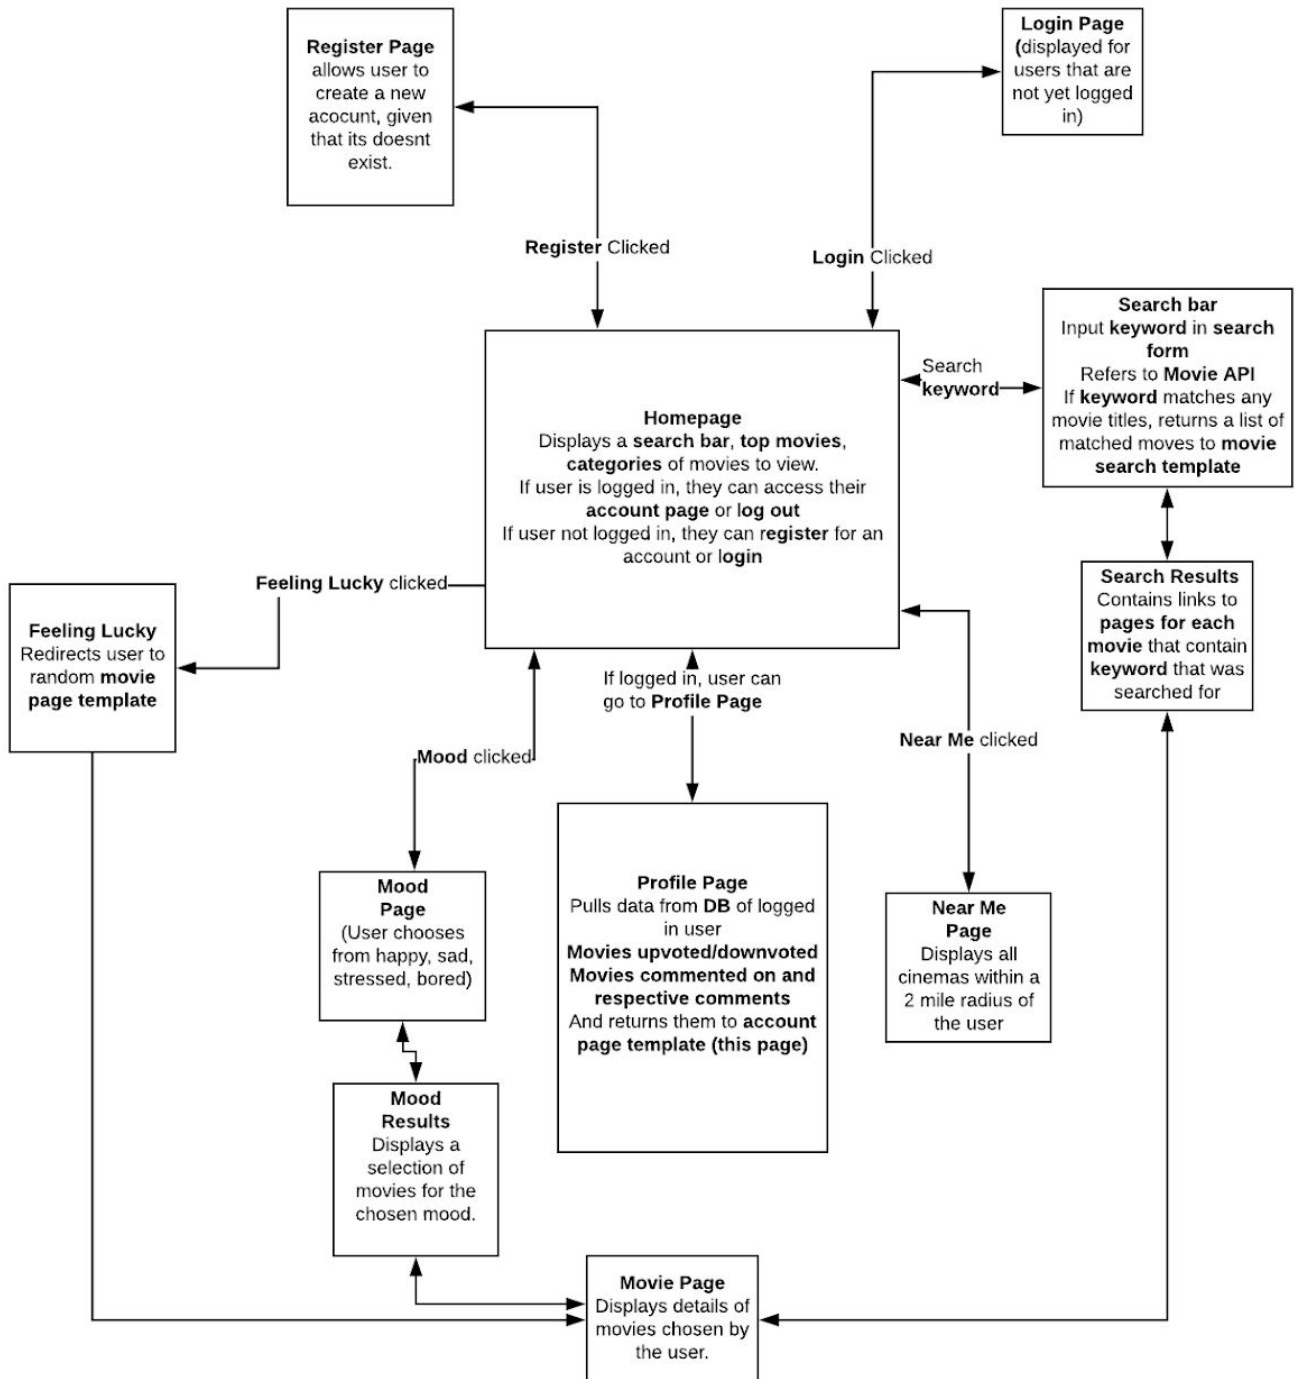 Register Page
allows user to
create a new
acocunt, given
that its doesnt
exist.
Login Page
(displayed for
users that are
not yet logged
in)
Register Clicked
Login Clicked
Search bar
Input keyword in search
form
Refers to Movie API
If keyword matches any
movie titles, returns a list of
matched moves to movie
search template
Search
keyword
Homepage
Displays a search bar, top movies,
categories of movies to view.
If user is logged in, they can access their
account page or log out
If user not logged in, they can register for an
account or login
Feeling Lucky clicked
Feeling Lucky
Redirects user to
random movie
page template
Search Results
Contains links to
pages for each
movie that contain
keyword that was
searched for
If logged in, user can
go to Profile Page
Mood clicked
Near Me clicked
Mood
Page
(User chooses
from happy, sad,
stressed, bored)
Profile Page
Pulls data from DB of logged
in user
Movies upvoted/downvoted
Movies commented on and
respective comments
And returns them to account
page template (this page)
Near Me
Page
Displays all
cinemas within a
2 mile radius of
the user
Mood
Results
Displays a
selection of
movies for the
chosen mood.
Movie Page
Displays details of
movies chosen by
the user.